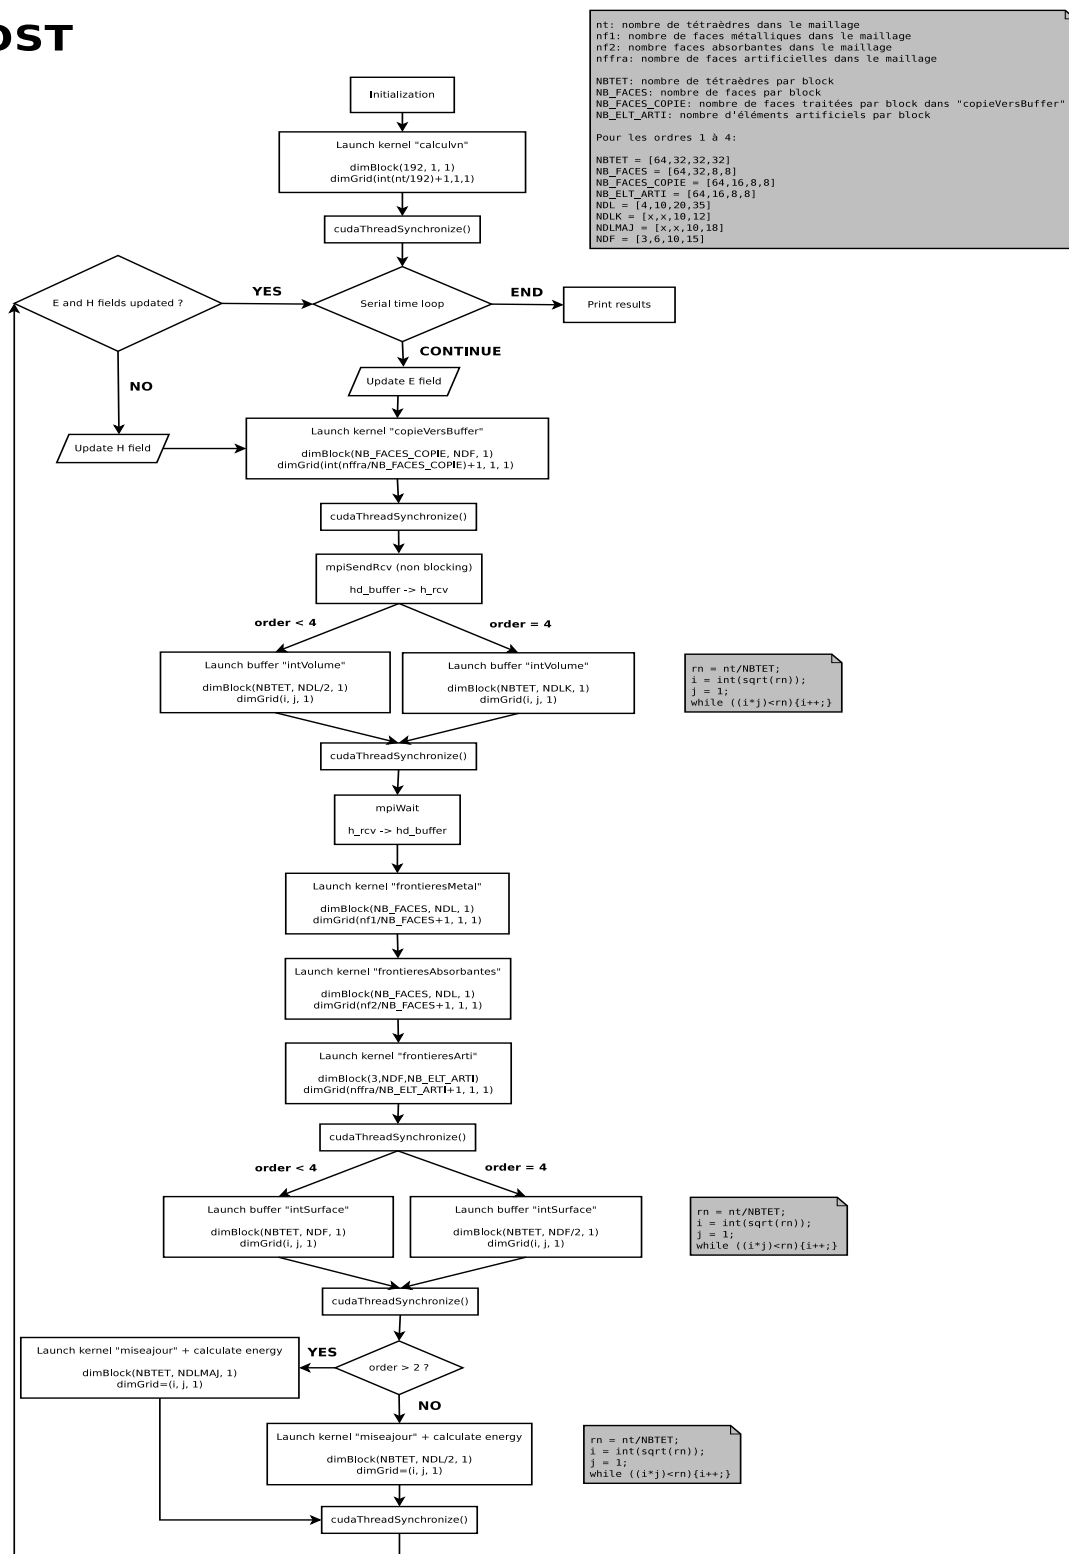 OST
nt: nombre de tétraèdres dans le maillage
nf1: nombre de faces métalliques dans le maillage
nf2: nombre faces absorbantes dans le maillage
nffra: nombre de faces artificielles dans le maillage
NBTET: nombre de tétraèdres par block
NB_FACES: nombre de faces par block
NB_FACES_COPIE: nombre de faces traitées par block dans "copieVersBuffer"
NB_ELT_ARTI: nombre d'éléments artificiels par block
Pour les ordres 1 à 4:
NBTET = [64,32,32,32]
NB_FACES = [64,32,8,8]
NB_FACES_COPIE = [64,16,8,8]
NB_ELT_ARTI = [64,16,8,8]
NDL = [4,10,20,35]
NDLK = [x,x,10,12]
NDLMAJ = [x,x,10,18]
NDF = [3,6,10,15]
Initialization
Launch kernel "calculvn"
dimBlock(192, 1, 1)
dimGrid(int(nt/192)+1,1,1)
cudaThreadSynchronize()
E and H fields updated ?
YES
Serial time loop
END
Print results
CONTINUE
NO
Update E field
Update H field
Launch kernel "copieVersBuffer"
dimBlock(NB_FACES_COPIE, NDF, 1)
dimGrid(int(nffra/NB_FACES_COPIE)+1, 1, 1)
cudaThreadSynchronize()
mpiSendRcv (non blocking)
hd_buffer -> h_rcv
order < 4
order = 4
Launch buffer "intVolume"
dimBlock(NBTET, NDL/2, 1)
dimGrid(i, j, 1)
Launch buffer "intVolume"
dimBlock(NBTET, NDLK, 1)
dimGrid(i, j, 1)
rn = nt/NBTET;
i = int(sqrt(rn));
j = 1;
while ((i*j)<rn){i++;}
cudaThreadSynchronize()
mpiWait
h_rcv -> hd_buffer
Launch kernel "frontieresMetal"
dimBlock(NB_FACES, NDL, 1)
dimGrid(nf1/NB_FACES+1, 1, 1)
Launch kernel "frontieresAbsorbantes"
dimBlock(NB_FACES, NDL, 1)
dimGrid(nf2/NB_FACES+1, 1, 1)
Launch kernel "frontieresArti"
dimBlock(3,NDF,NB_ELT_ARTI)
dimGrid(nffra/NB_ELT_ARTI+1, 1, 1)
cudaThreadSynchronize()
order < 4
order = 4
Launch buffer "intSurface"
dimBlock(NBTET, NDF, 1)
dimGrid(i, j, 1)
Launch buffer "intSurface"
dimBlock(NBTET, NDF/2, 1)
dimGrid(i, j, 1)
rn = nt/NBTET;
i = int(sqrt(rn));
j = 1;
while ((i*j)<rn){i++;}
cudaThreadSynchronize()
order > 2 ?
YES
Launch kernel "miseajour" + calculate energy
dimBlock(NBTET, NDLMAJ, 1)
dimGrid=(i, j, 1)
NO
Launch kernel "miseajour" + calculate energy
dimBlock(NBTET, NDL/2, 1)
dimGrid=(i, j, 1)
rn = nt/NBTET;
i = int(sqrt(rn));
j = 1;
while ((i*j)<rn){i++;}
cudaThreadSynchronize()